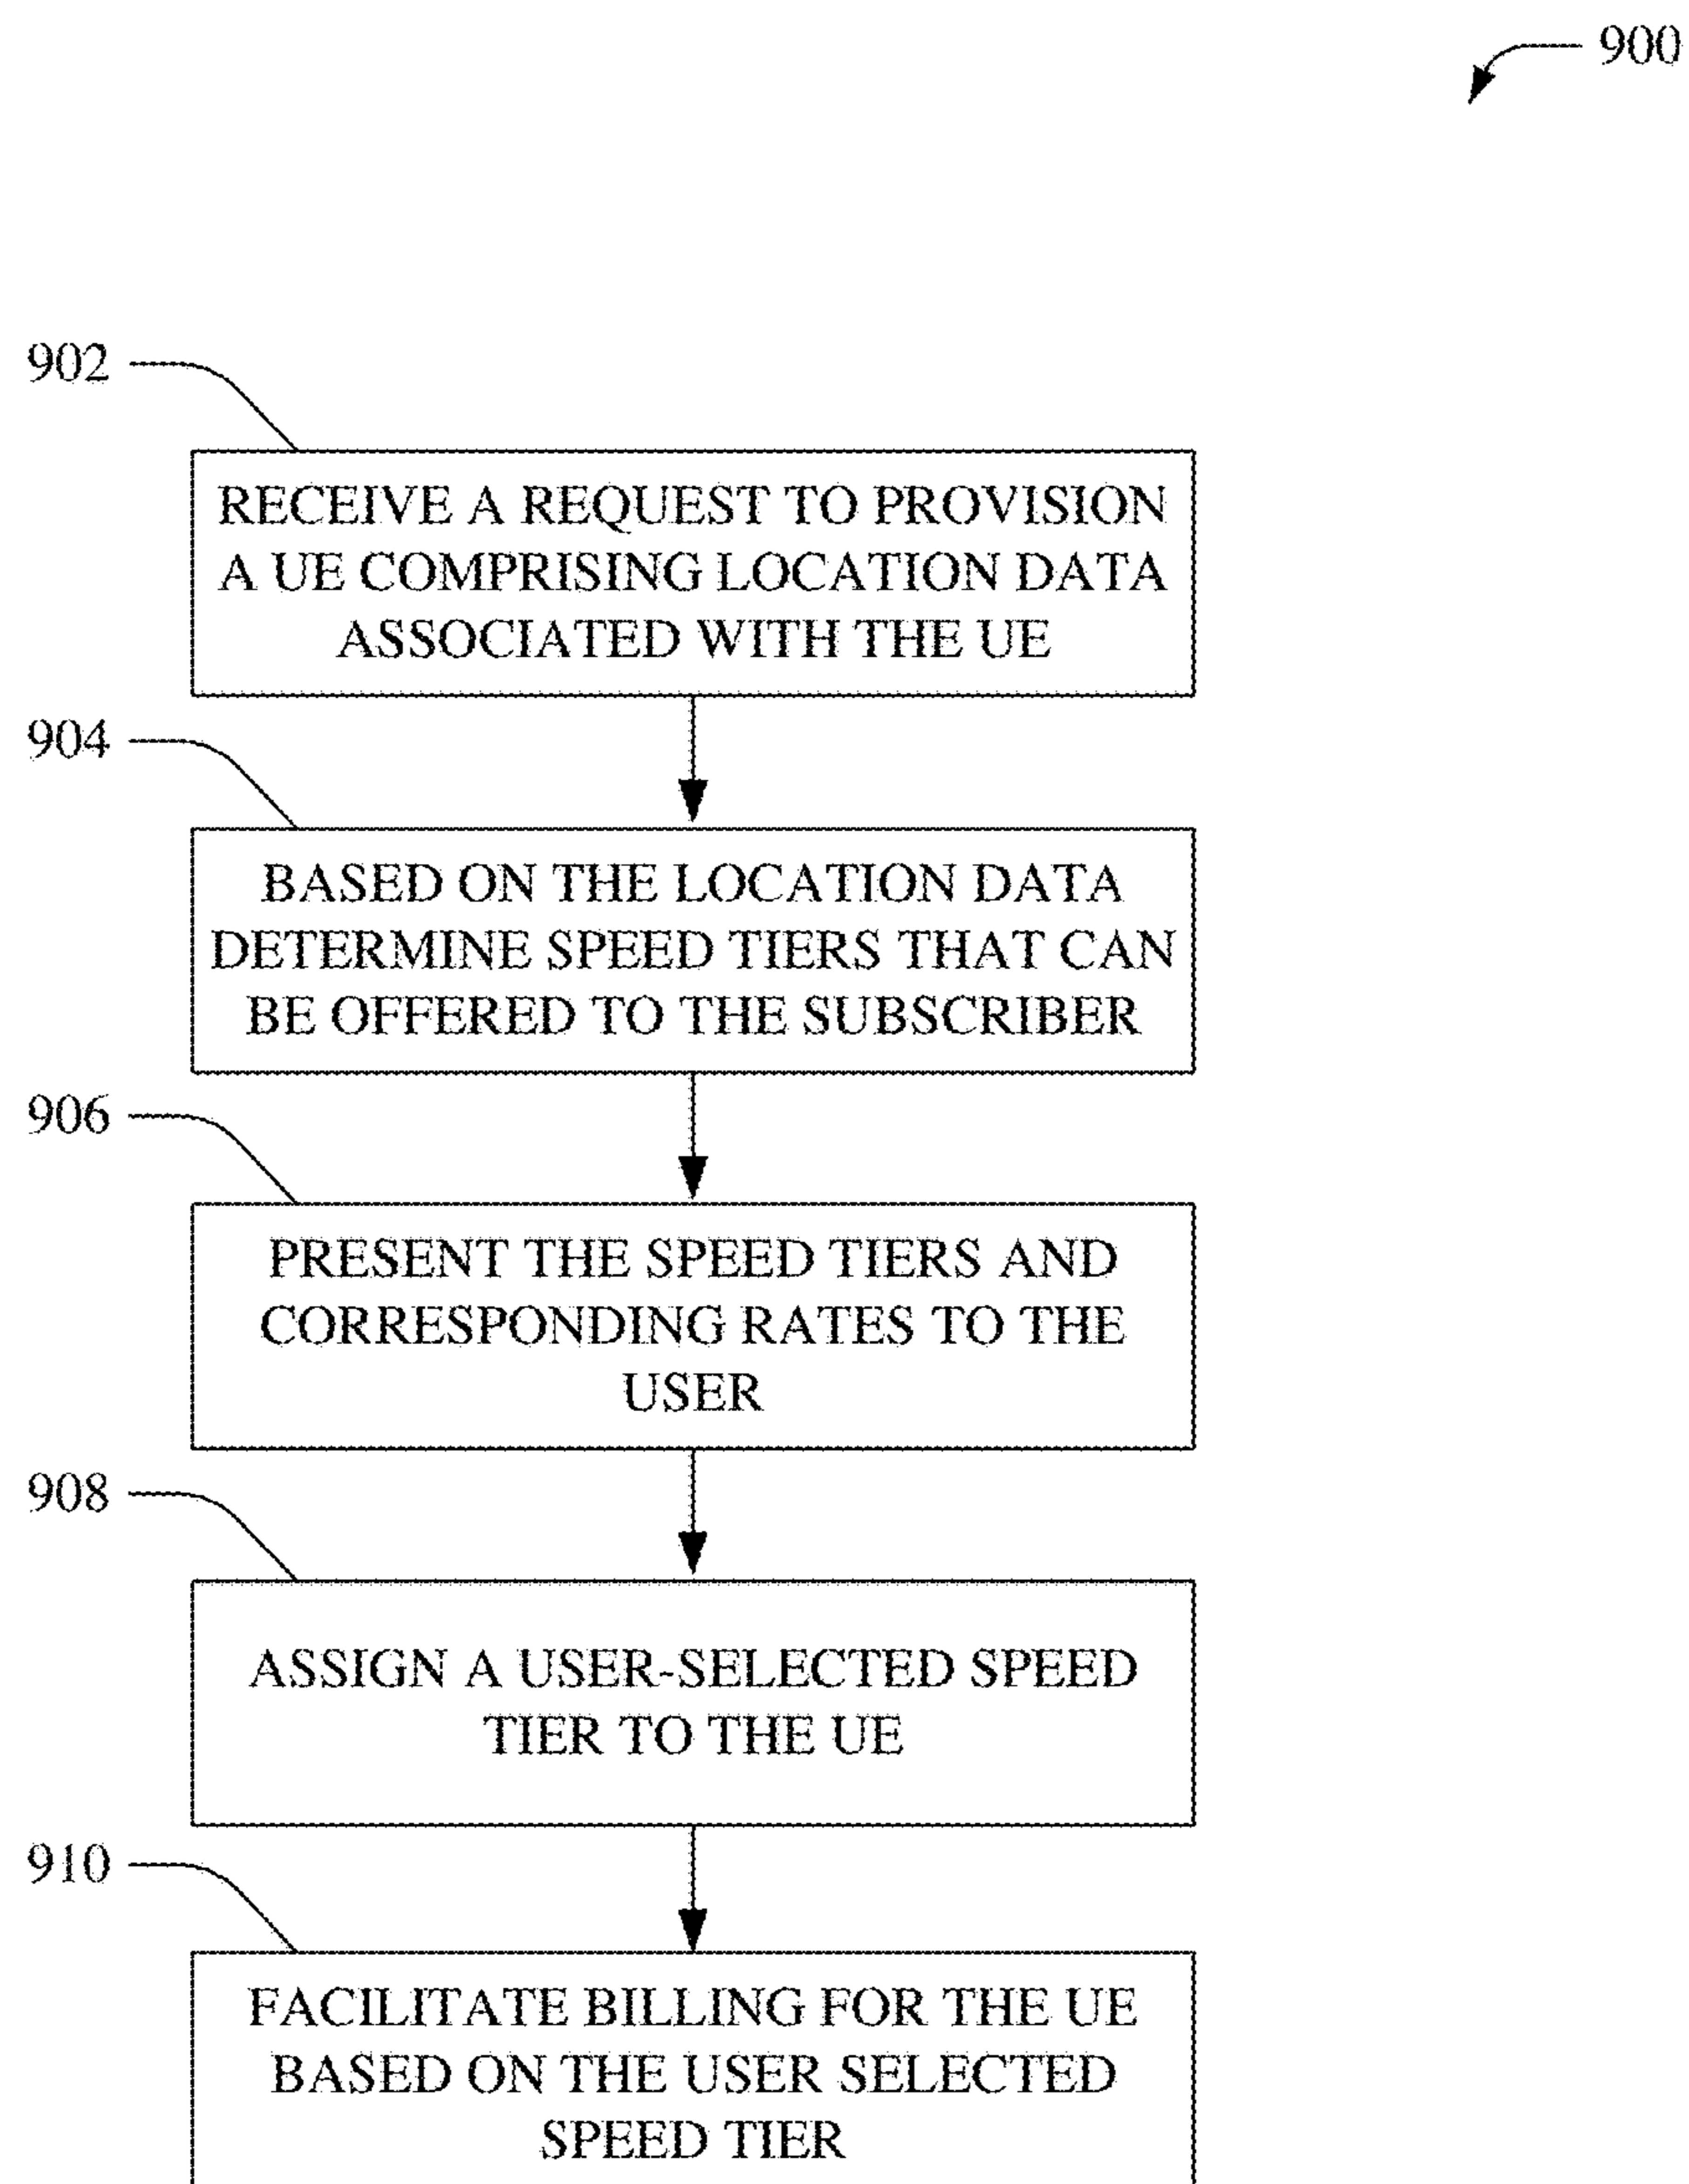 900
902
RECEIVE A REQUEST TO PROVISION
A UE COMPRISING LOCATION DATA
ASSOCIATED WITH THE UE
904
BASED ON THE LOCATION DATA
DETERMINE SPEED TIERS THAT CAN
BE OFFERED TO THE SUBSCRIBER
906
PRESENT THE SPEED TIERS AND
CORRESPONDING RATES TO THE
USER
908
ASSIGN A USER-SELECTED SPEED
TIER TO THE UE
910
FACILITATE BILLING FOR THE UE
BASED ON THE USER SELECTED
SPEED TIER